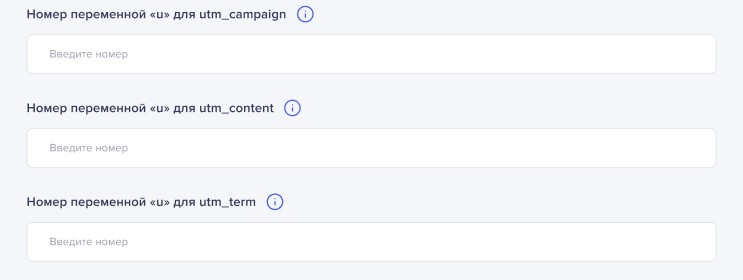 Номер переменной «u» для utm_campaign
Введите номер
Номер переменной «u» для utm_content
Введите номер
Номер переменной «u» для utm_term
Введите номер